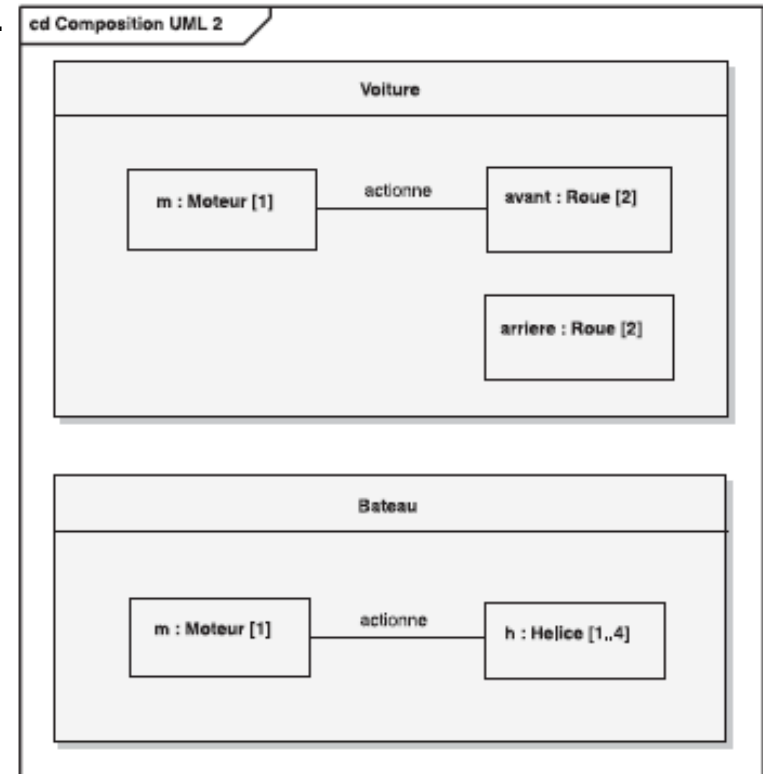 cd Composition UML 2
Voiture
m : Moteur [1]
actionne
avant : Roue [2]
arriere : Roue [2]
Bateau
m : Moteur [1]
actionne
h : Helice [1..4]